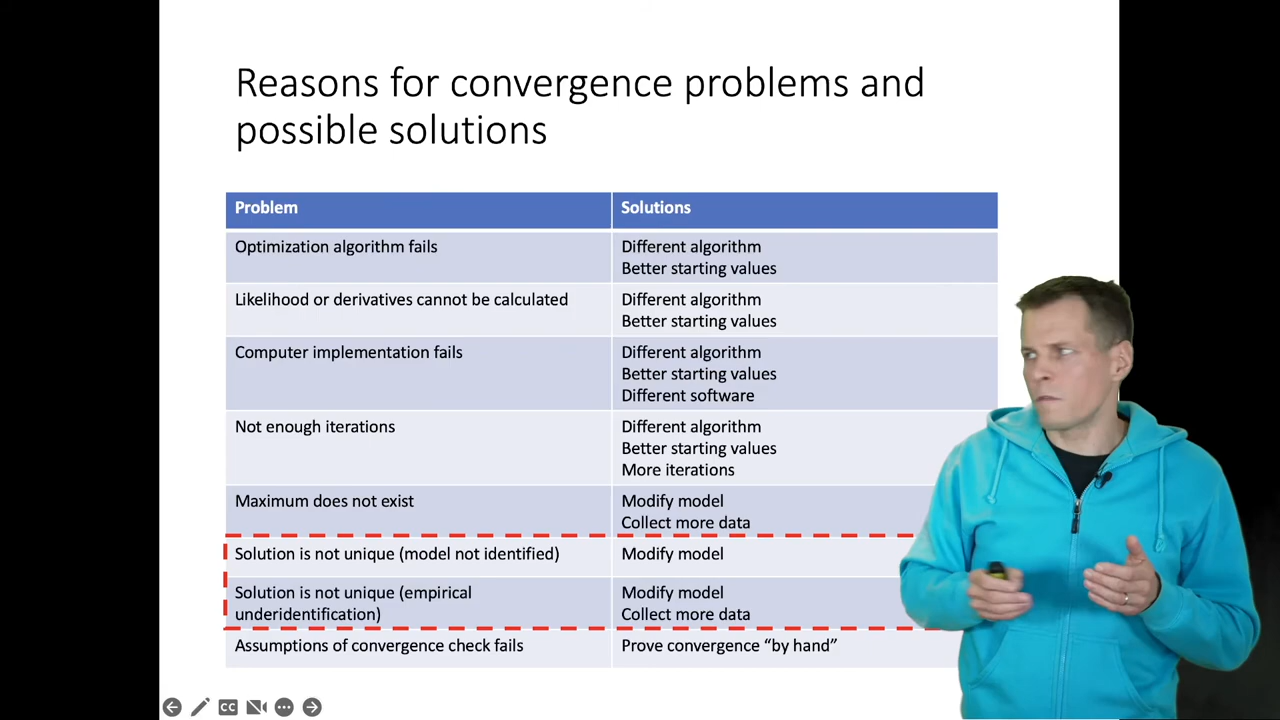 Reasons for convergence problems and
possible solutions
Problem
Solutions
Optimization algorithm fails
Different algorithm
Better starting values
Likelihood or derivatives cannot be calculated
Different algorithm
Better starting values
Computer implementation fails
Different algorithm
Better starting values
Different software
Not enough iterations
Different algorithm
Better starting values
More iterations
Maximum does not exist
Modify model
Collect more data
Solution is not unique (model not identified)
Modify model
Solution is not unique (empirical
underidentification)
Modify model
Collect more data
Assumptions of convergence check fails
Prove convergence “by hand”
CC